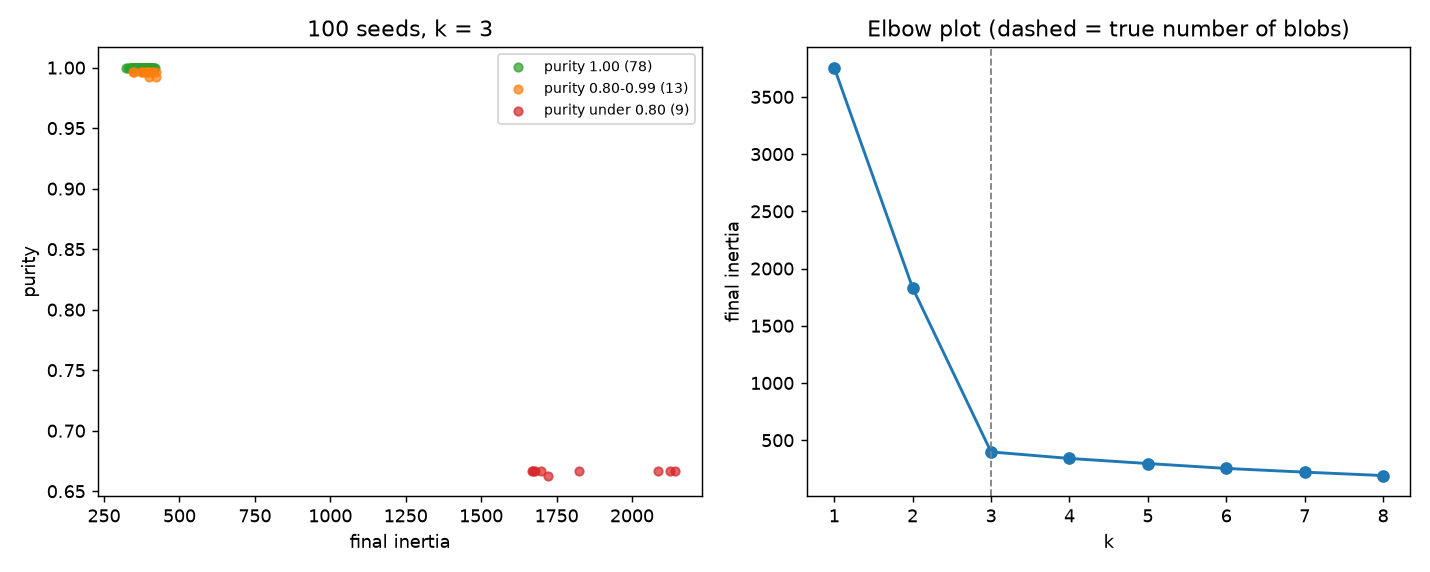 100 seeds, k = 3
purity 1.00 (78)
purity 0.80-0.99 (13)
purity under 0.80 (9)
purity
1.00
0.95
0.90
0.85
0.80
0.75
0.70
0.65
250 500 750 1000 1250 1500 1750 2000
final inertia
Elbow plot (dashed = true number of blobs)
final inertia
3500
3000
2500
2000
1500
1000
500
1 2 3 4 5 6 7 8
k